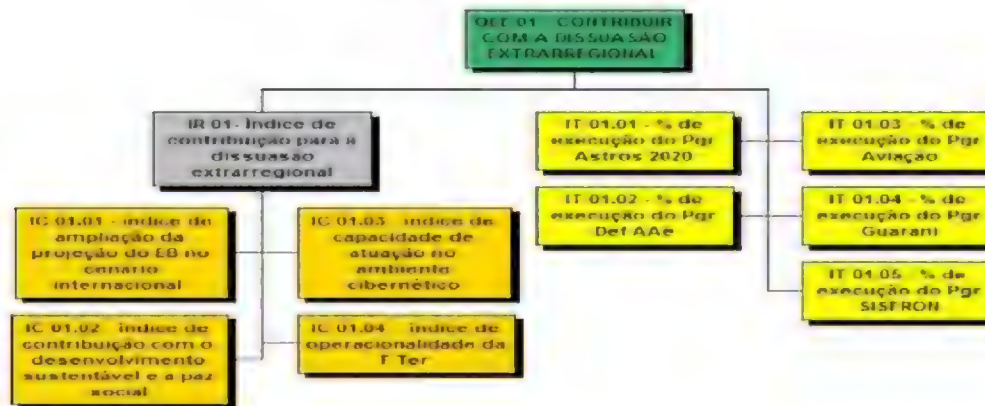 OEE 01 - CONTRIBUIR
COM A DISSUASÃO
EXTRARREGIONAL
IR 01- Índice de
contribuição para a
dissuasão
extrarregional
IC 01.01 - índice de
ampliação da
projeção do EB no
cenário
internacional
IC 01.03 - índice de
capacidade de
atuação no
ambiente
cibernético
IC 01.02 - índice de
contribuição com o
desenvolvimento
sustentável e a paz
social
IC 01.04 - índice de
operacionalidade da
F Ter
IT 01.01 - % de
execução do Pgr
Astros 2020
IT 01.03 - % de
execução do Pgr
Aviação
IT 01.02 - % de
execução do Pgr
Def AAe
IT 01.04 - % de
execução do Pgr
Guarani
IT 01.05 - % de
execução do Pgr
SISFRON